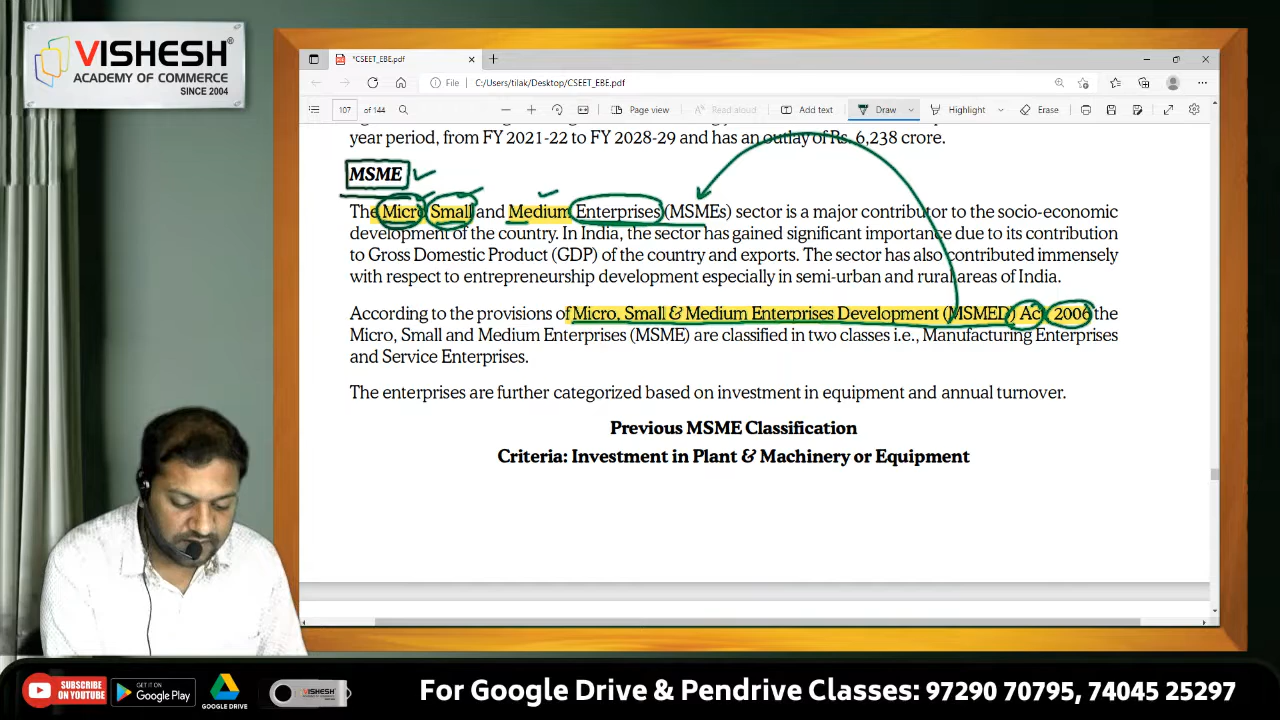 VISHESH®
ACADEMY OF COMMERCE
SINCE 2004
*CSEET_EBE.pdf
File
C:/Users/tilak/Desktop/CSEET_EBE.pdf
107 of 144
Page view
Read aloud
Add text
Draw
Highlight
Erase
year period, from FY 2021-22 to FY 2028-29 and has an outlay of Rs. 6,238 crore.
MSME
The Micro Small and Medium Enterprises (MSMEs) sector is a major contributor to the socio-economic
development of the country. In India, the sector has gained significant importance due to its contribution
to Gross Domestic Product (GDP) of the country and exports. The sector has also contributed immensely
with respect to entrepreneurship development especially in semi-urban and rural areas of India.
According to the provisions of Micro, Small & Medium Enterprises Development (MSMED) Act 2006 the
Micro, Small and Medium Enterprises (MSME) are classified in two classes i.e., Manufacturing Enterprises
and Service Enterprises.
The enterprises are further categorized based on investment in equipment and annual turnover.
Previous MSME Classification
Criteria: Investment in Plant & Machinery or Equipment
SUBSCRIBE
ON YOUTUBE
GET IT ON
Google Play
GOOGLE DRIVE
VISHESH
For Google Drive & Pendrive Classes: 97290 70795, 74045 25297